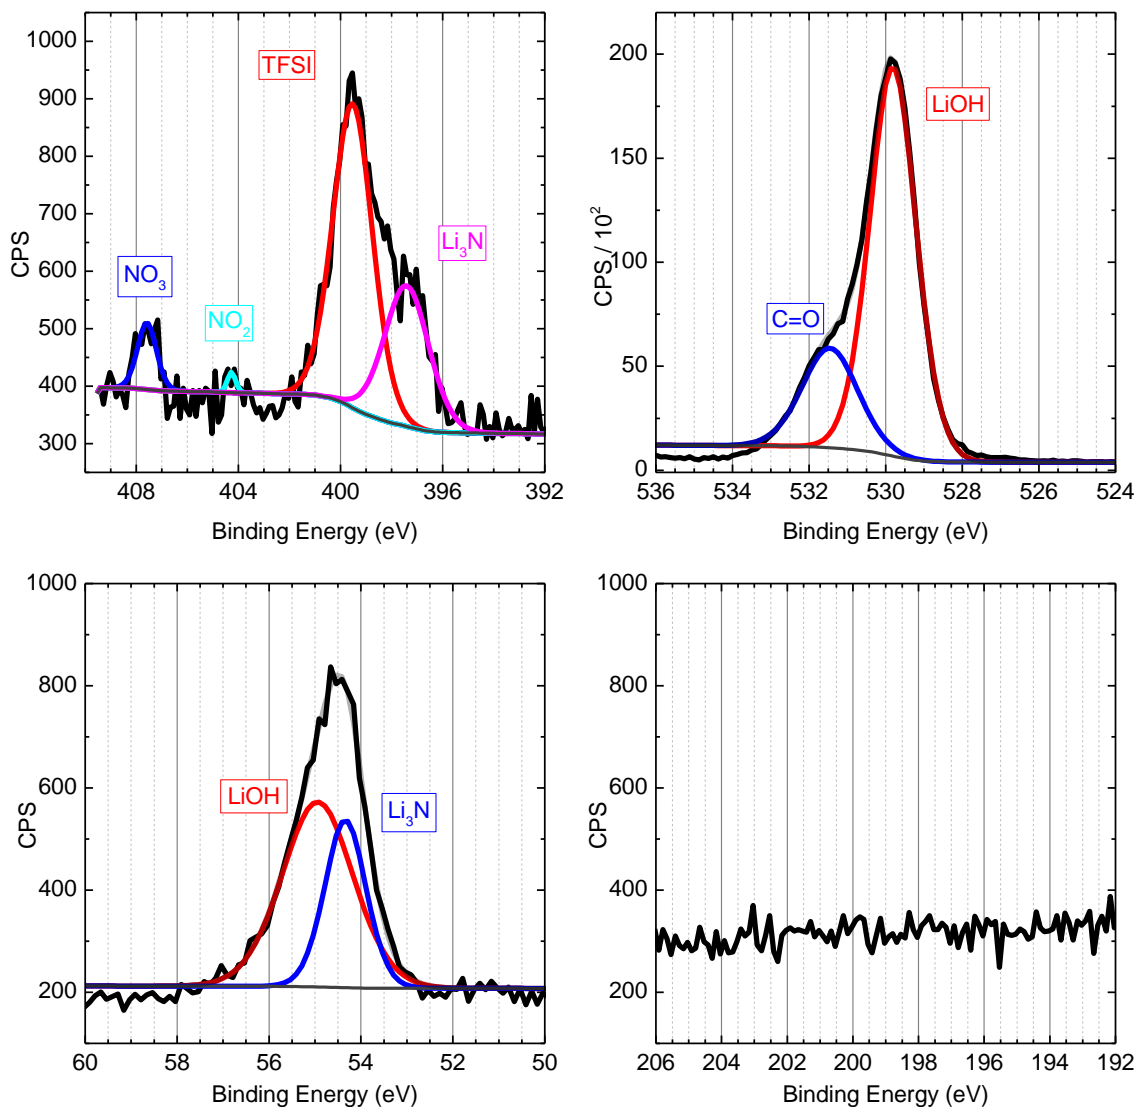 1000
900
800
700
600
500
400
300
CPS
TFSI
Li₃N
NO₃
NO₂
408 404 400 396 392
Binding Energy (eV)
200
150
100
50
0
CPS / 10²
LiOH
C=O
536 534 532 530 528 526 524
Binding Energy (eV)
1000
800
600
400
200
CPS
LiOH
Li₃N
60 58 56 54 52 50
Binding Energy (eV)
1000
800
600
400
200
CPS
206 204 202 200 198 196 194 192
Binding Energy (eV)